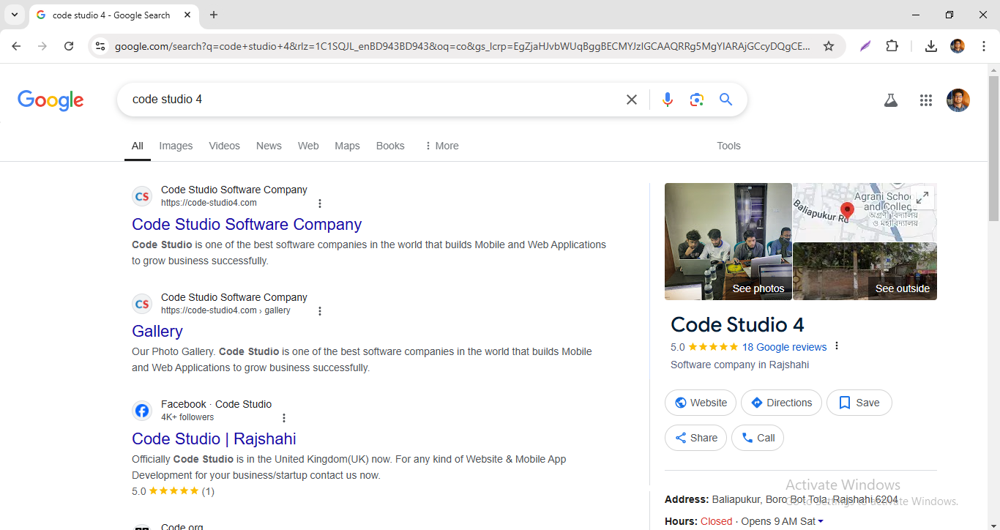 code studio 4 - Google Search
google.com/search?q=code+studio+4&rlz=1C1SQJL_enBD943BD943&oq=co&gs_lcrp=EgZjaHJvbWUqBggBECMYJzIGCAAQRRg5MgYIARAjGCcyDQgCE...
Google
code studio 4
All Images Videos News Web Maps Books More Tools
CS
Code Studio Software Company
https://code-studio4.com
Code Studio Software Company
Code Studio is one of the best software companies in the world that builds Mobile and Web Applications
to grow business successfully.
CS
Code Studio Software Company
https://code-studio4.com › gallery
Gallery
Our Photo Gallery. Code Studio is one of the best software companies in the world that builds Mobile
and Web Applications to grow business successfully.
Facebook · Code Studio
4K+ followers
Code Studio | Rajshahi
Officially Code Studio is in the United Kingdom(UK) now. For any kind of Website & Mobile App
Development for your business/startup contact us now.
5.0 ★★★★★ (1)
Code.org
Agrani School
and College
অগ্রণী বিদ্যালয়
ও মহাবিদ্যালয়
Baliapukur Rd
See photos
See outside
Code Studio 4
5.0 ★★★★★ 18 Google reviews
Software company in Rajshahi
Website Directions Save
Share Call
Activate Windows
Go to Settings to activate Windows.
Address: Baliapukur, Boro Bot Tola, Rajshahi 6204
Hours: Closed · Opens 9 AM Sat